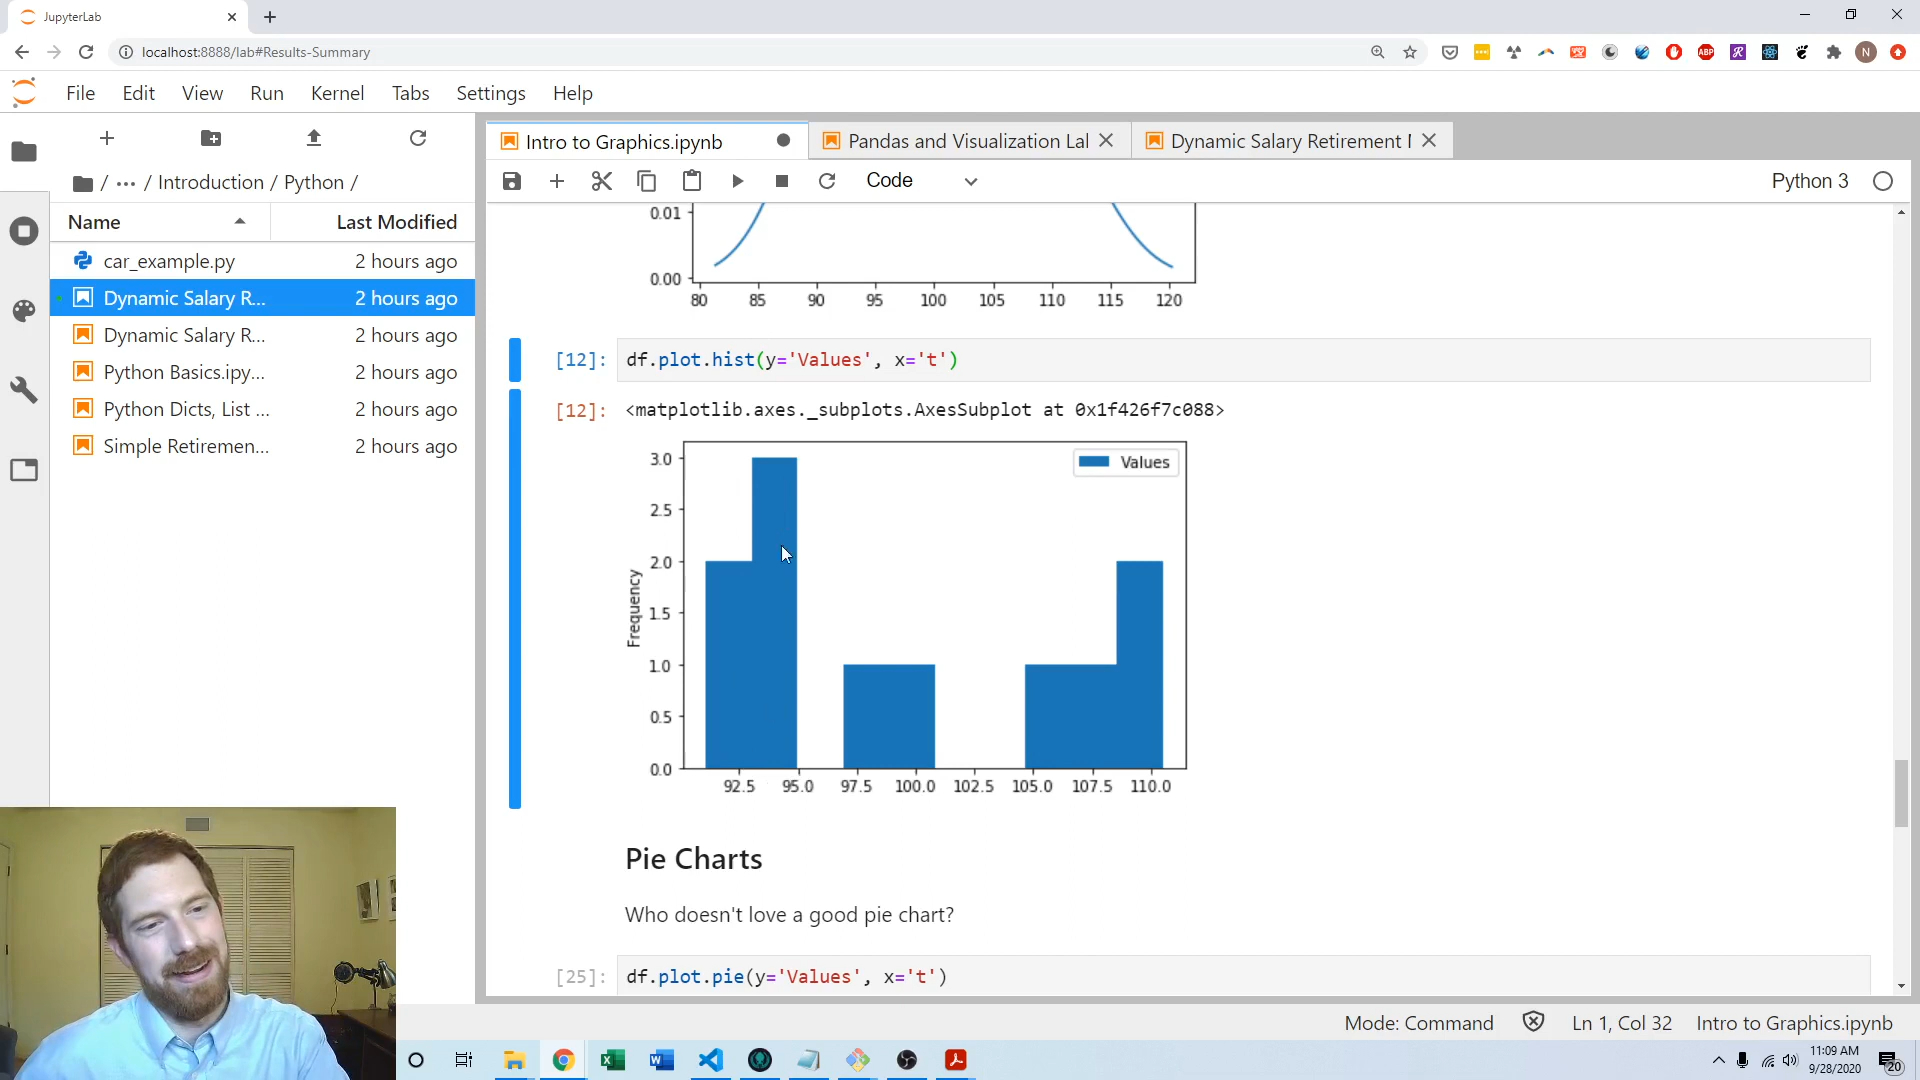 JupyterLab
localhost:8888/lab#Results-Summary
ABP
N
File Edit View Run Kernel Tabs Settings Help
Intro to Graphics.ipynb
Pandas and Visualization Lal
Dynamic Salary Retirement I
/ ··· / Introduction / Python /
Code
Python 3
Name Last Modified
car_example.py 2 hours ago
Dynamic Salary R... 2 hours ago
Dynamic Salary R... 2 hours ago
Python Basics.ipy... 2 hours ago
Python Dicts, List ... 2 hours ago
Simple Retiremen... 2 hours ago
0.01
0.00
80 85 90 95 100 105 110 115 120
[12]: df.plot.hist(y='Values', x='t')
[12]: <matplotlib.axes._subplots.AxesSubplot at 0x1f426f7c088>
Values
3.0
2.5
2.0
1.5
1.0
0.5
0.0
Frequency
92.5 95.0 97.5 100.0 102.5 105.0 107.5 110.0
Pie Charts
Who doesn't love a good pie chart?
[25]: df.plot.pie(y='Values', x='t')
Mode: Command
Ln 1, Col 32
Intro to Graphics.ipynb
11:09 AM
9/28/2020
20